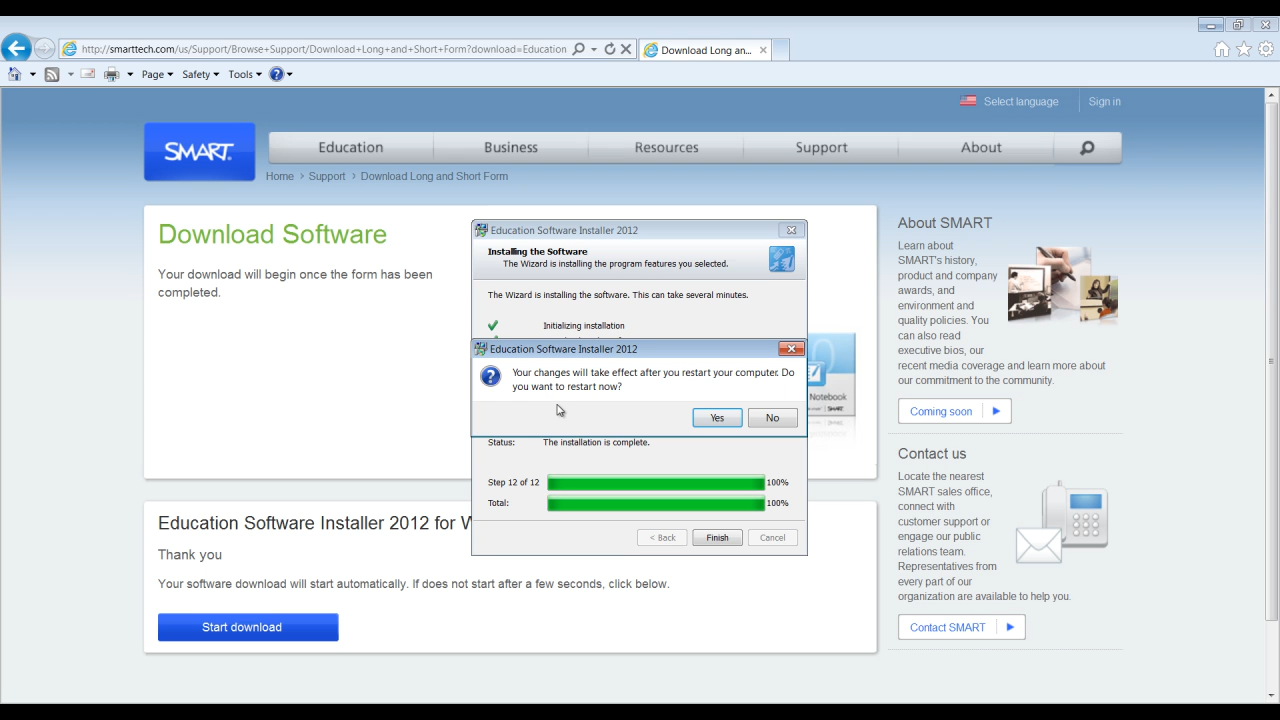 http://smarttech.com/us/Support/Browse+Support/Download+Long+and+Short+Form?download=Education
Download Long an...
Page
Safety
Tools
Select language
Sign in
SMART
Education
Business
Resources
Support
About
Home > Support > Download Long and Short Form
Download Software
Your download will begin once the form has been
completed.
Education Software Installer 2012
Installing the Software
The Wizard is installing the program features you selected.
The Wizard is installing the software. This can take several minutes.
Initializing installation
Education Software Installer 2012
Your changes will take effect after you restart your computer. Do
you want to restart now?
Yes
No
Status: The installation is complete.
Step 12 of 12 100%
Total: 100%
< Back
Finish
Cancel
Notebook
Education Software Installer 2012 for W
Thank you
Your software download will start automatically. If does not start after a few seconds, click below.
Start download
About SMART
Learn about
SMART's history,
product and company
awards, and
environment and
quality policies. You
can also read
executive bios, our
recent media coverage and learn more about
our commitment to the community.
Coming soon
Contact us
Locate the nearest
SMART sales office,
connect with
customer support or
engage our public
relations team.
Representatives from
every part of our
organization are available to help you.
Contact SMART